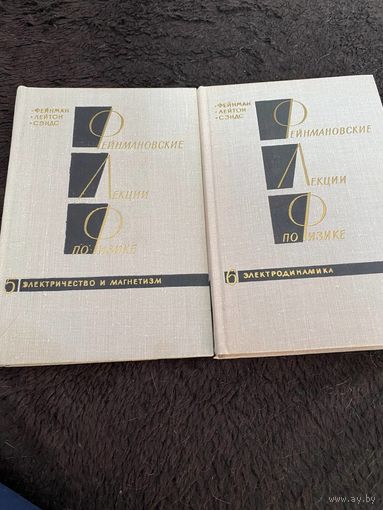 • ФЕЙНМАН
• ЛЕЙТОН
• СЭНДС
ФЕЙНМАНОВСКИЕ
ЛЕКЦИИ
ПО ФИЗИКЕ
5 ЭЛЕКТРИЧЕСТВО И МАГНЕТИЗМ
• ФЕЙНМАН
• ЛЕЙТОН
• СЭНДС
ФЕЙНМАНОВСКИЕ
ЛЕКЦИИ
ПО ФИЗИКЕ
6 ЭЛЕКТРОДИНАМИКА
www.ay.by